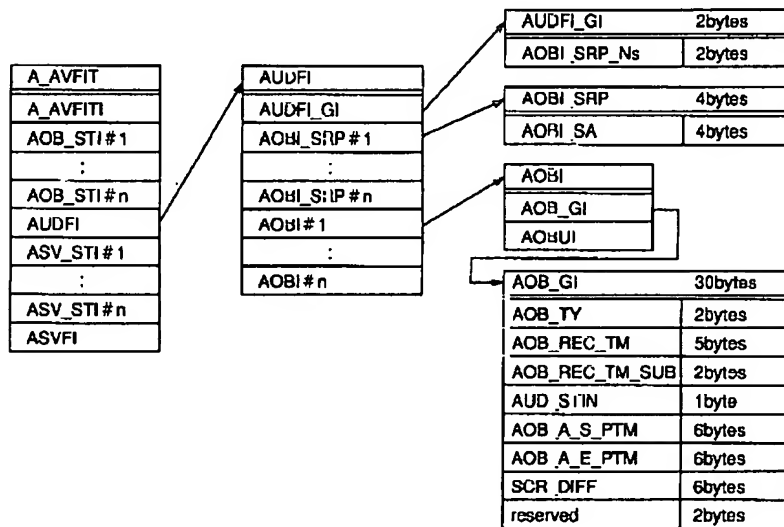 A_AVFIT
A_AVFITI
AOB_STI#1
:
AOB_STI#n
AUDFI
ASV_STI#1
:
ASV_STI#n
ASVFI
AUDFI
AUDFI_GI
AOBI_SRP#1
:
AOBI_SRP#n
AOBI#1
:
AOBI#n
AUDFI_GI 2bytes
AOBI_SRP_Ns 2bytes
AOBI_SRP 4bytes
AOBI_SA 4bytes
AOBI
AOB_GI
AOBUI
AOB_GI 30bytes
AOB_TY 2bytes
AOB_REC_TM 5bytes
AOB_REC_TM_SUB 2bytes
AUD_STIN 1byte
AOB_A_S_PTM 6bytes
AOB_A_E_PTM 6bytes
SCR_DIFF 6bytes
reserved 2bytes